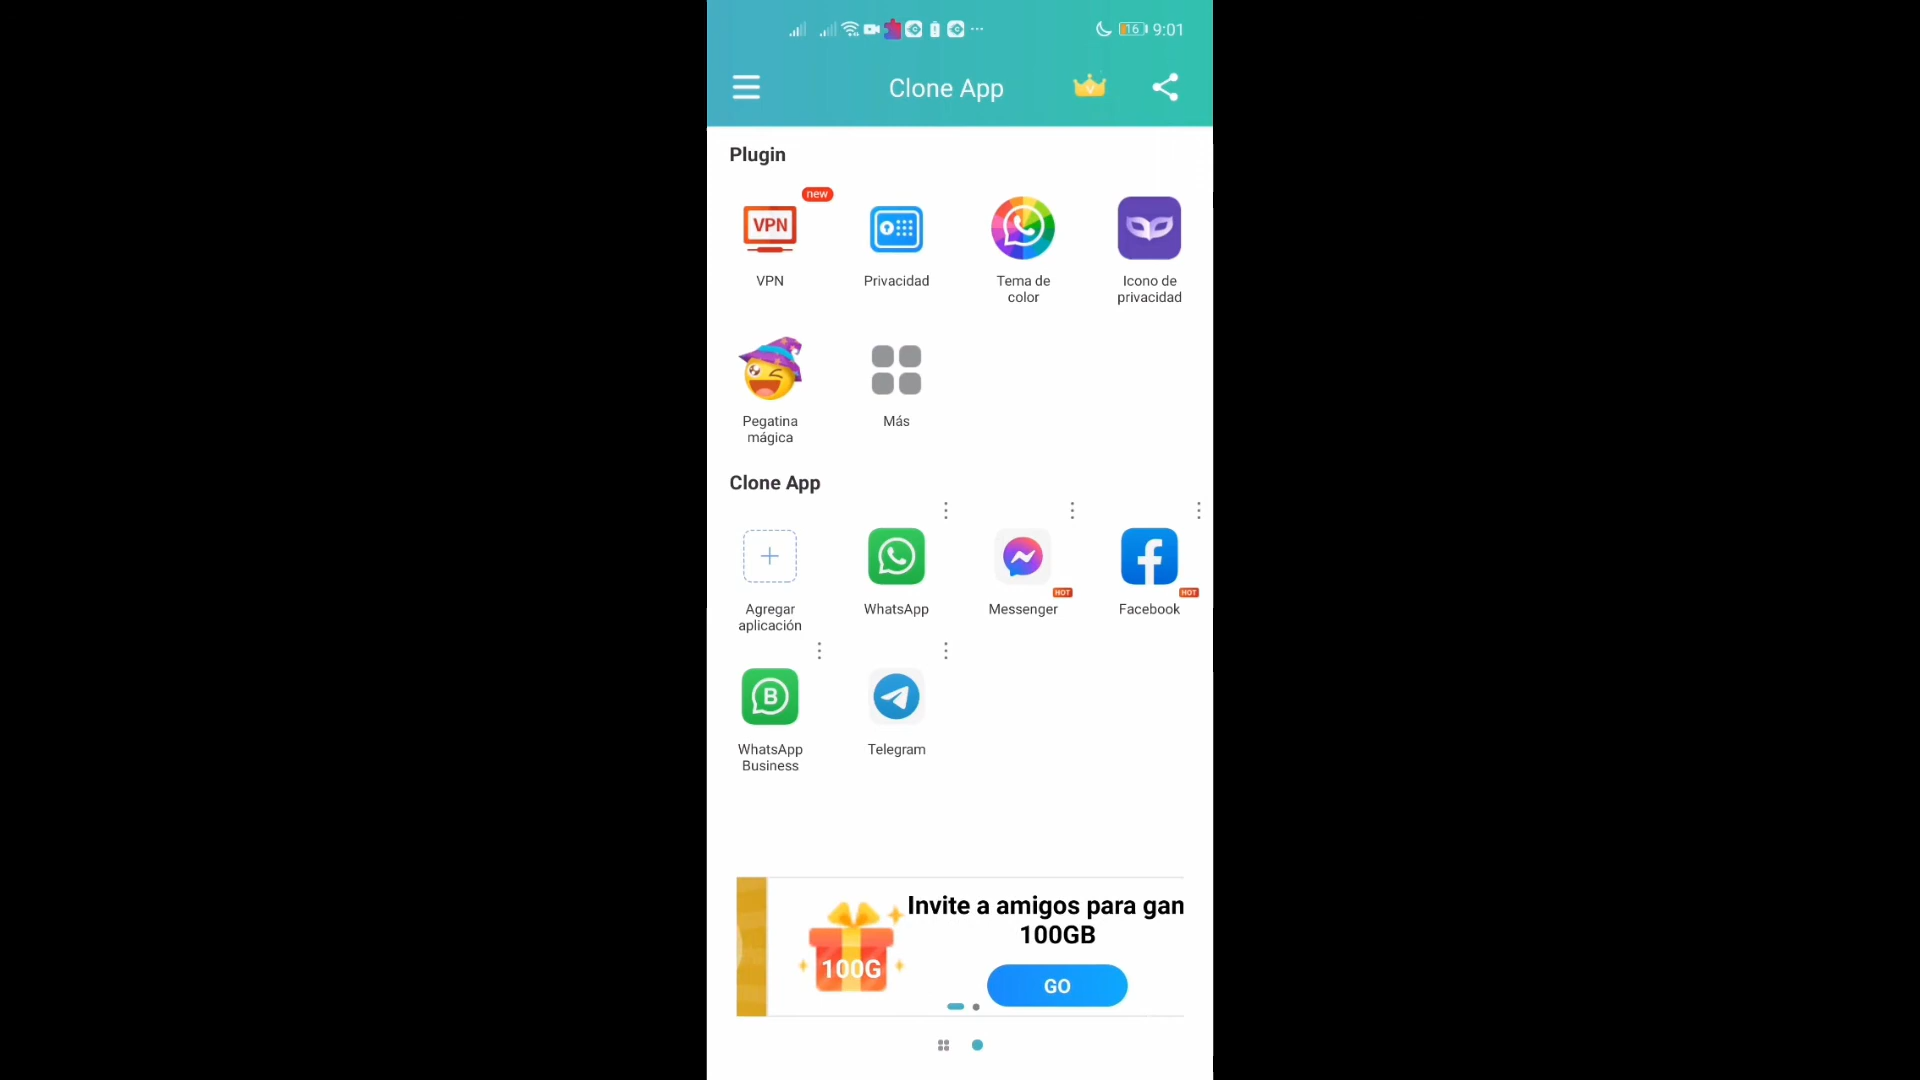 16 9:01
Clone App
Plugin
new
VPN
VPN
Privacidad
Tema de
color
Icono de
privacidad
Pegatina
mágica
Más
Clone App
Agregar
aplicación
WhatsApp
HOT
Messenger
HOT
Facebook
B
WhatsApp
Business
Telegram
Invite a amigos para gan
100GB
100G
GO